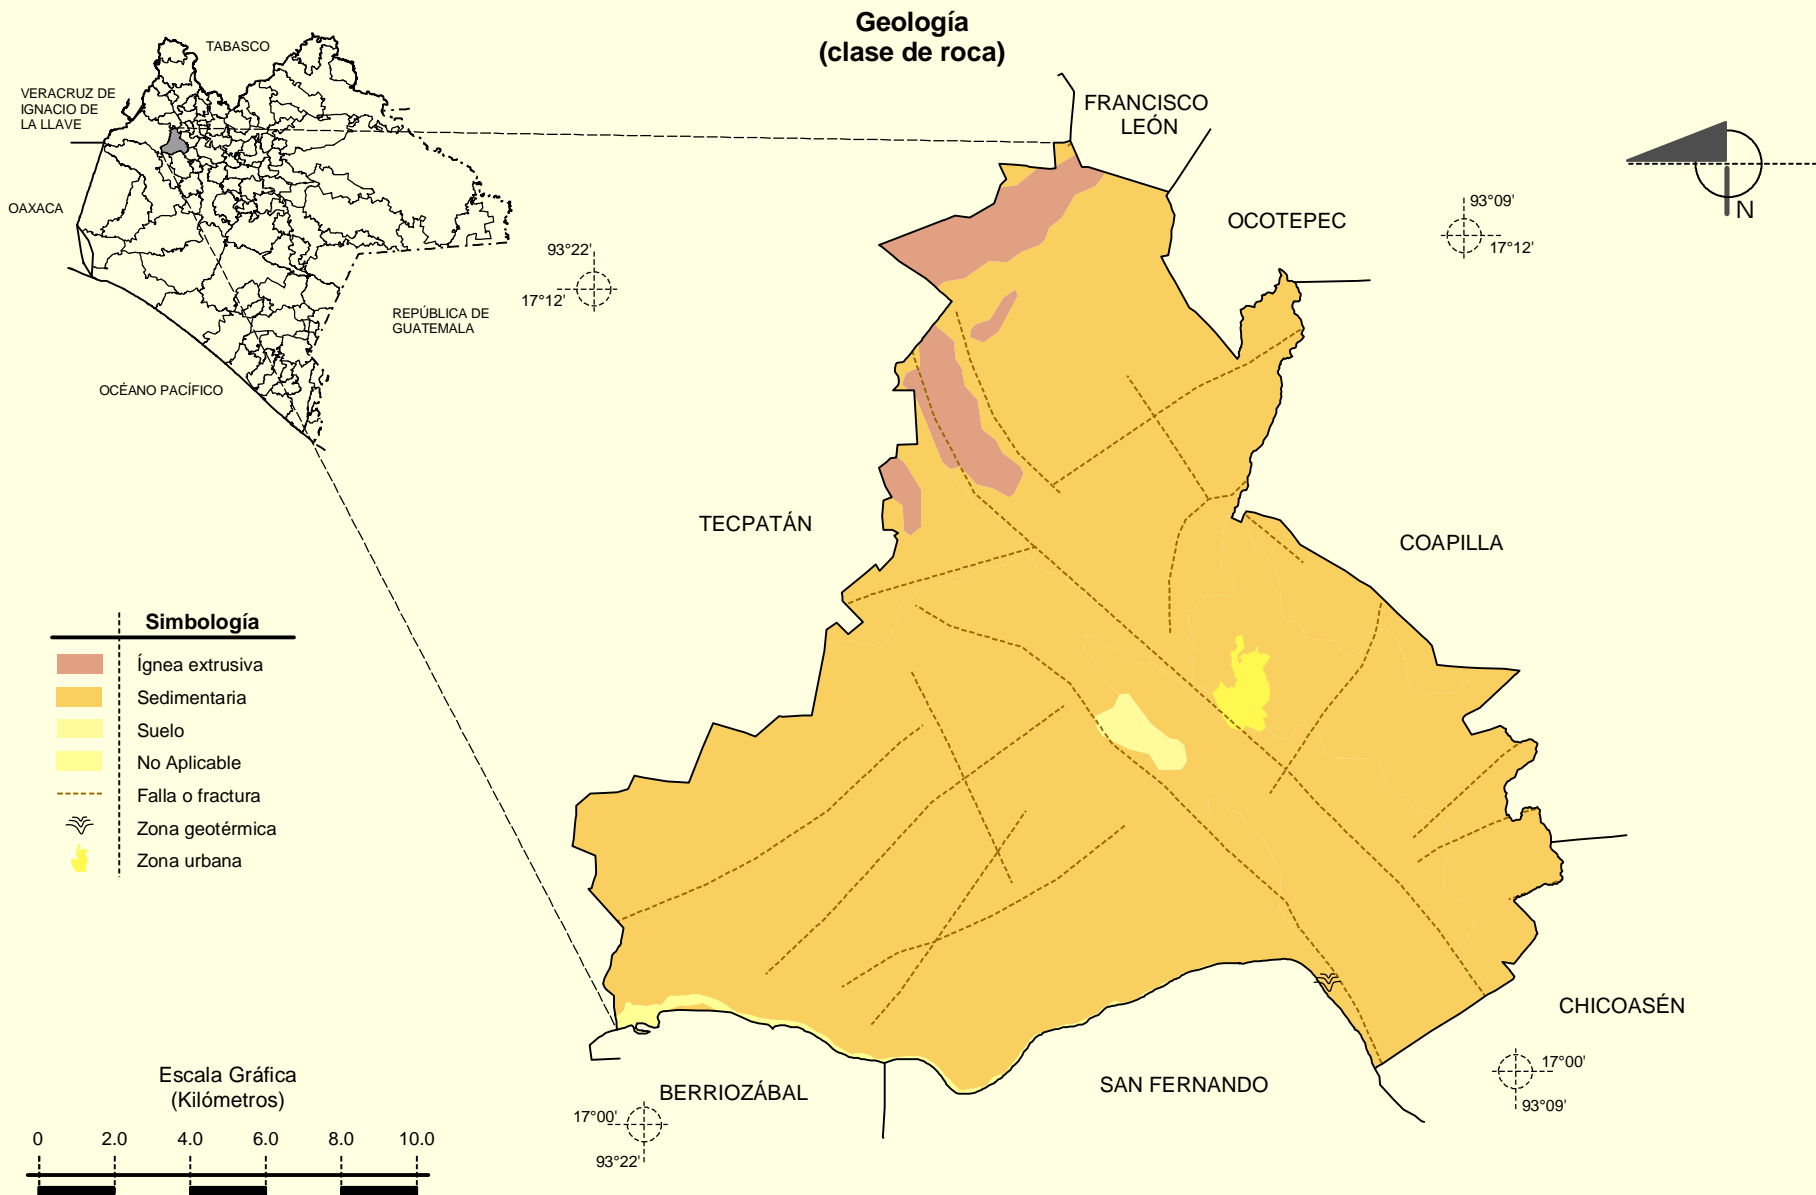 Geología
(clase de roca)
TABASCO
VERACRUZ DE
IGNACIO DE
LA LLAVE
OAXACA
REPÚBLICA DE
GUATEMALA
OCÉANO PACÍFICO
FRANCISCO
LEÓN
OCOTEPEC
93°09'
17°12'
N
93°22'
17°12'
TECPATÁN
COAPILLA
Simbología
Ígnea extrusiva
Sedimentaria
Suelo
No Aplicable
Falla o fractura
Zona geotérmica
Zona urbana
CHICOASÉN
SAN FERNANDO
BERRIOZÁBAL
17°00'
93°09'
17°00'
93°22'
Escala Gráfica
(Kilómetros)
0 2.0 4.0 6.0 8.0 10.0